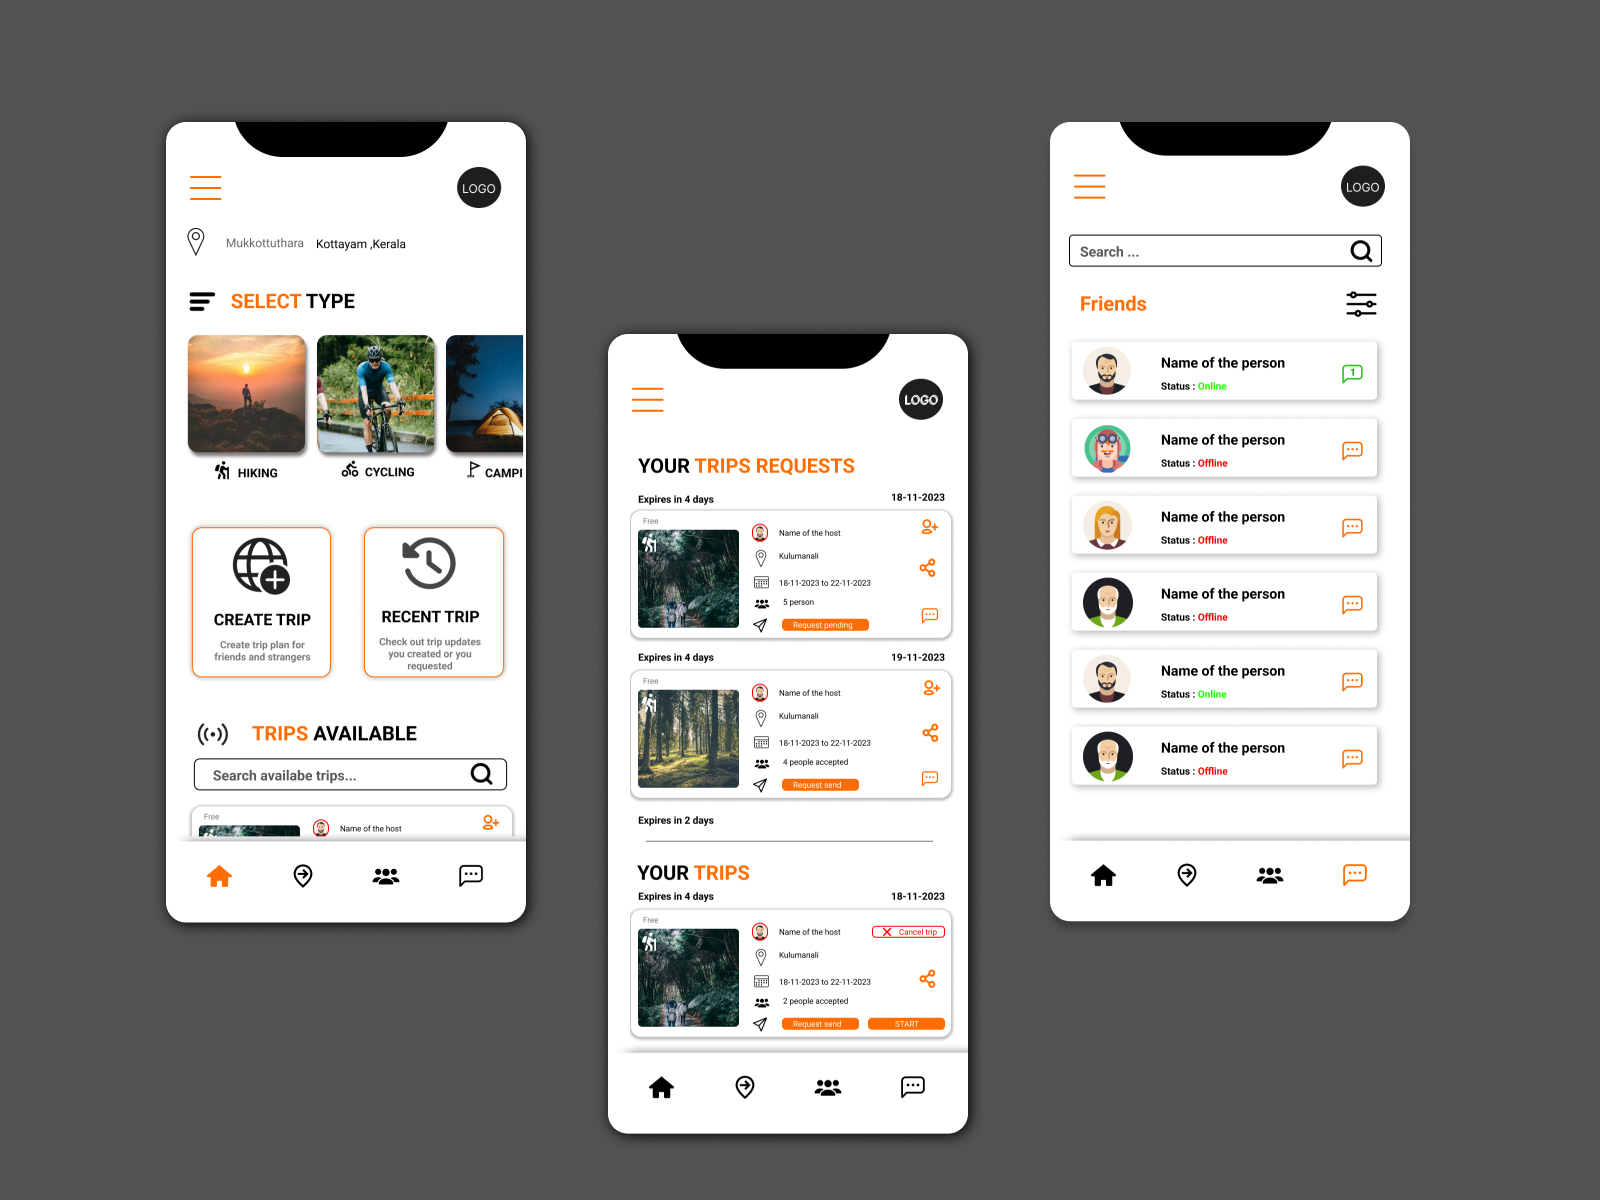 LOGO
Mukkottuthara Kottayam ,Kerala
SELECT TYPE
HIKING
CYCLING
CAMPI
CREATE TRIP
Create trip plan for
friends and strangers
RECENT TRIP
Check out trip updates
you created or you
requested
TRIPS AVAILABLE
Search availabe trips...
Free
Name of the host
LOGO
YOUR TRIPS REQUESTS
Expires in 4 days 18-11-2023
Free
Name of the host
Kulumanali
18-11-2023 to 22-11-2023
5 person
Request pending
Expires in 4 days 19-11-2023
Free
Name of the host
Kulumanali
18-11-2023 to 22-11-2023
4 people accepted
Request send
Expires in 2 days
YOUR TRIPS
Expires in 4 days 18-11-2023
Free
Name of the host
Cancel trip
Kulumanali
18-11-2023 to 22-11-2023
2 people accepted
Request send START
LOGO
Search ...
Friends
Name of the person
Status : Online
1
Name of the person
Status : Offline
Name of the person
Status : Offline
Name of the person
Status : Offline
Name of the person
Status : Online
Name of the person
Status : Offline